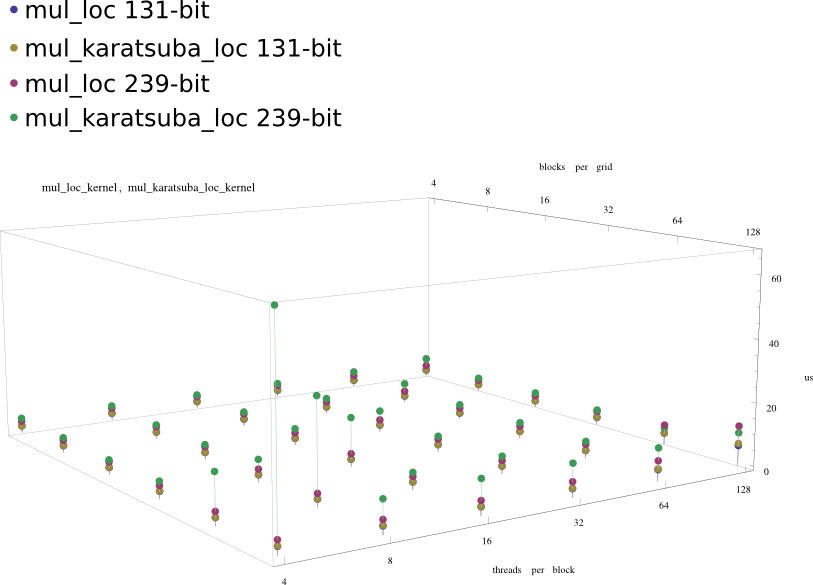 mul_loc 131-bit
mul_karatsuba_loc 131-bit
mul_loc 239-bit
mul_karatsuba_loc 239-bit
blocks per grid
mul_loc_kernel, mul_karatsuba_loc_kernel
4
8
16
32
64
128
60
40
us
20
0
128
64
32
16
8
4
threads per block